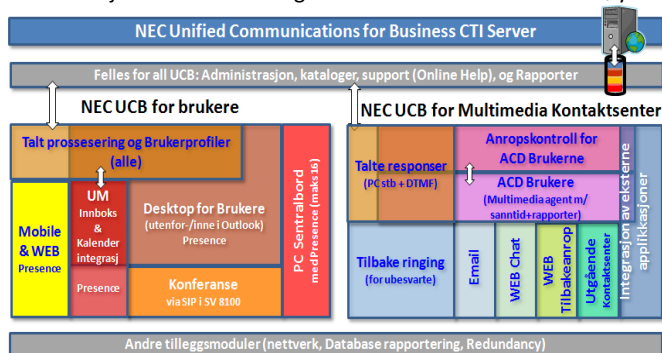 NEC Unified Communications for Business CTI Server
Felles for all UCB: Administrasjon, kataloger, support (Online Help), og Rapporter
NEC UCB for brukere
NEC UCB for Multimedia Kontaktsenter
Talt prossesering og Brukerprofiler
(alle)
Mobile
& WEB
Presence
UM
Innboks
&
Kalender
integrasj
Presence
Desktop for Brukere
(utenfor-/inne i Outlook)
Presence
Konferanse
via SIP i SV 8100
PC Sentralbord
med Presence (maks 16)
Talte responser
(PC stb + DTMF)
Tilbake ringing
(for ubesvarte)
Anropskontroll for
ACD Brukerne
ACD Brukere
(Multimedia agent m/
sanntid+rapporter)
Email
WEB Chat
WEB
Tilbakeanrop
Utgående
Kontaktsenter
Integrasjon av eksterne
applikkasjoner
Andre tilleggsmoduler (nettverk, Database rapportering, Redundancy)